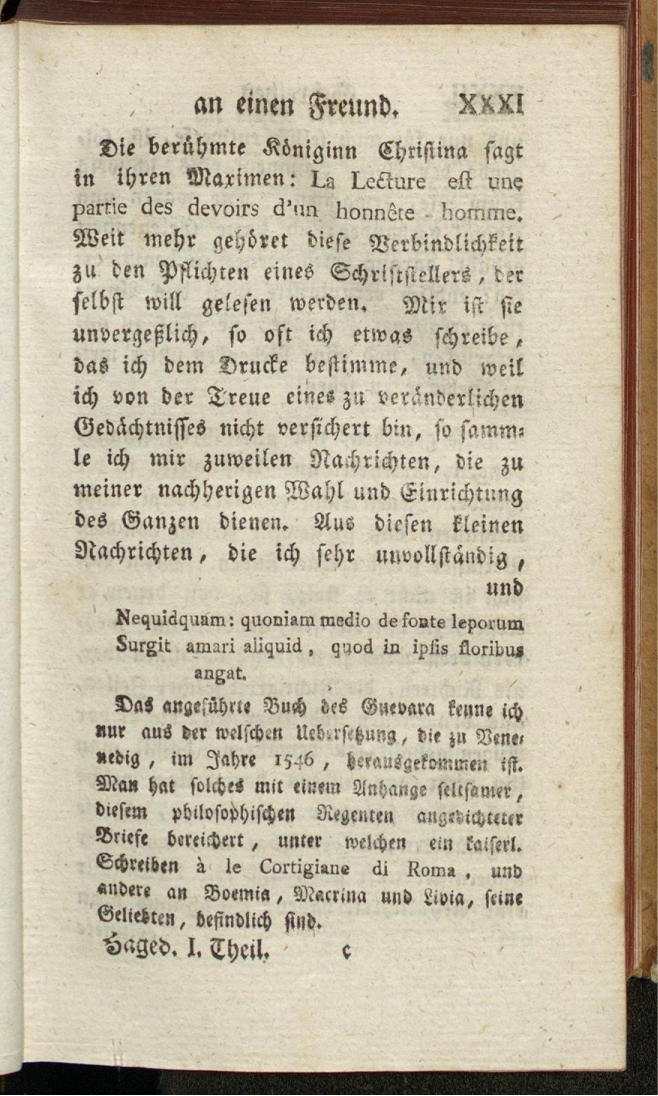 an einen Freund. XXXI
Die berühmte Königinn Christina sagt
in ihren Maximen: La Lecture est une
partie des devoirs d'un honnête-homme.
Weit mehr gehöret diese Verbindlichkeit
zu den Pflichten eines Schriftstellers, der
selbst will gelesen werden. Mir ist sie
unvergeßlich, so oft ich etwas schreibe,
das ich dem Drucke bestimme, und weil
ich von der Treue eines zu veränderlichen
Gedächtnisses nicht versichert bin, so samm-
le ich mir zuweilen Nachrichten, die zu
meiner nachherigen Wahl und Einrichtung
des Ganzen dienen. Aus diesen kleinen
Nachrichten, die ich sehr unvollständig,
und
Nequidquam: quoniam medio de fonte leporum
Surgit amari aliquid, quod in ipsis floribus
angat.
Das angeführte Buch des Guevara kenne ich
nur aus der welschen Uebersetzung, die zu Vene-
nedig, im Jahre 1546, herausgekommen ist.
Man hat solches mit einem Anhange seltsamer,
diesem philosophischen Regenten angedichteter
Briefe bereichert, unter welchen ein kaiserl.
Schreiben à le Cortigiane di Roma, und
andere an Boemia, Macrina und Livia, seine
Geliebten, befindlich sind.
Haged. I. Theil. c